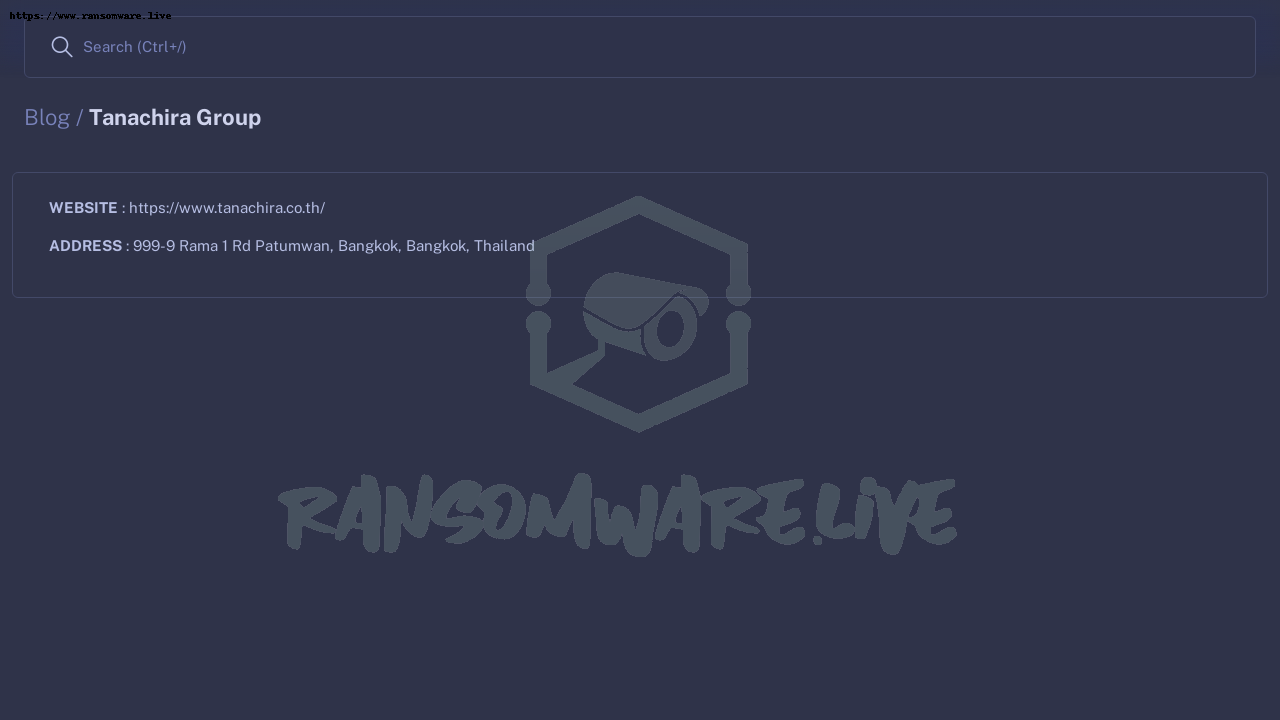 https://www.ransomware.live
Search (Ctrl+/)
Blog / Tanachira Group
WEBSITE : https://www.tanachira.co.th/
ADDRESS : 999-9 Rama 1 Rd Patumwan, Bangkok, Bangkok, Thailand
RANSOMWARE.LIVE